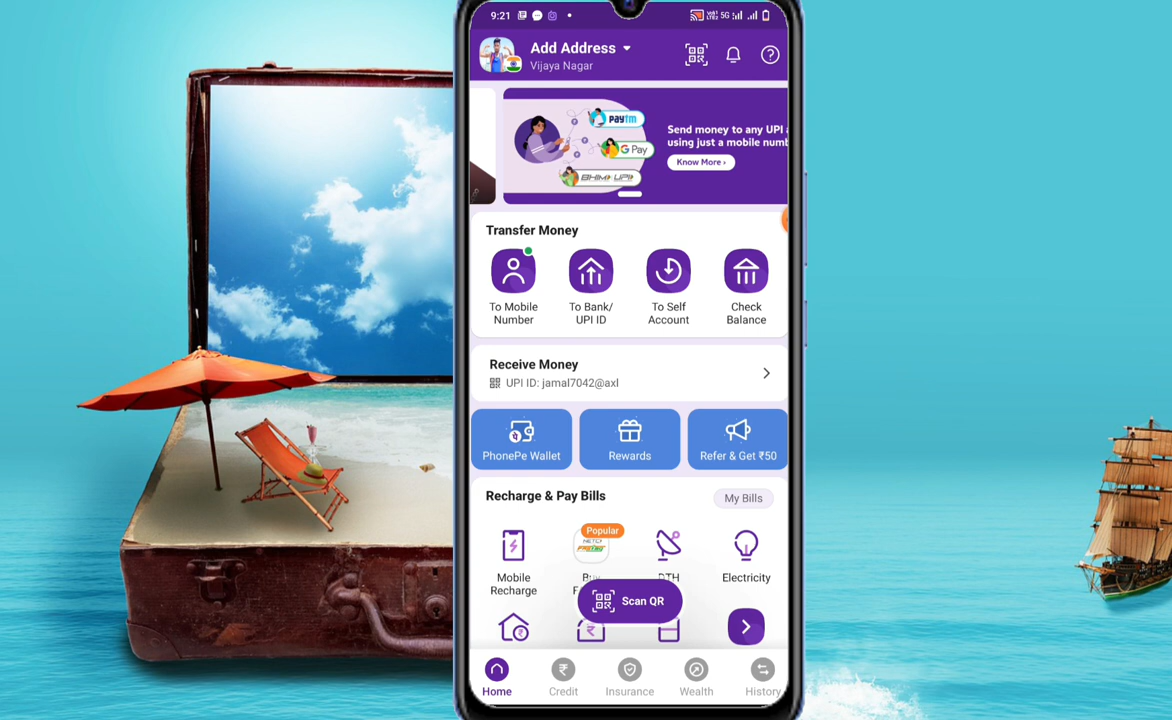 9:21
5G
Add Address
Vijaya Nagar
paytm
G Pay
BHIM UPI
Send money to any UPI
using just a mobile numb
Know More ›
Transfer Money
To Mobile
Number
To Bank/
UPI ID
To Self
Account
Check
Balance
Receive Money
UPI ID: jamal7042@axl
PhonePe Wallet
Rewards
Refer & Get ₹50
Recharge & Pay Bills
My Bills
Popular
Mobile
Recharge
DTH
Electricity
Scan QR
Home
Credit
Insurance
Wealth
History